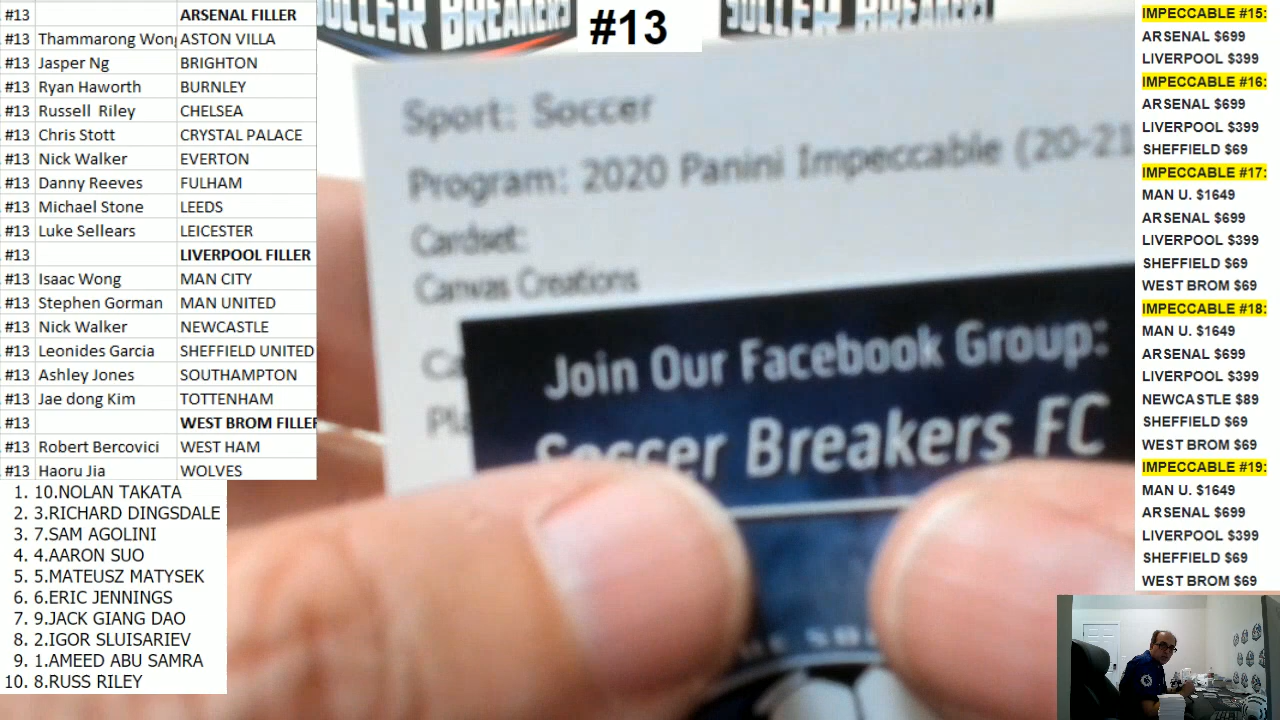 #13 ARSENAL FILLER
#13 Thammarong Wong ASTON VILLA
#13 Jasper Ng BRIGHTON
#13 Ryan Haworth BURNLEY
#13 Russell Riley CHELSEA
#13 Chris Stott CRYSTAL PALACE
#13 Nick Walker EVERTON
#13 Danny Reeves FULHAM
#13 Michael Stone LEEDS
#13 Luke Sellears LEICESTER
#13 LIVERPOOL FILLER
#13 Isaac Wong MAN CITY
#13 Stephen Gorman MAN UNITED
#13 Nick Walker NEWCASTLE
#13 Leonides Garcia SHEFFIELD UNITED
#13 Ashley Jones SOUTHAMPTON
#13 Jae dong Kim TOTTENHAM
#13 WEST BROM FILLER
#13 Robert Bercovici WEST HAM
#13 Haoru Jia WOLVES
1. 10.NOLAN TAKATA
2. 3.RICHARD DINGSDALE
3. 7.SAM AGOLINI
4. 4.AARON SUO
5. 5.MATEUSZ MATYSEK
6. 6.ERIC JENNINGS
7. 9.JACK GIANG DAO
8. 2.IGOR SLUISARIEV
9. 1.AMEED ABU SAMRA
10. 8.RUSS RILEY
SOCCER BREAKERS
#13
SOCCER BREAKERS
Sport: Soccer
Program: 2020 Panini Impeccable (20-21
Cardset:
Canvas Creations
Join Our Facebook Group:
Soccer Breakers FC
IMPECCABLE #15:
ARSENAL $699
LIVERPOOL $399
IMPECCABLE #16:
ARSENAL $699
LIVERPOOL $399
SHEFFIELD $69
IMPECCABLE #17:
MAN U. $1649
ARSENAL $699
LIVERPOOL $399
SHEFFIELD $69
WEST BROM $69
IMPECCABLE #18:
MAN U. $1649
ARSENAL $699
LIVERPOOL $399
NEWCASTLE $89
SHEFFIELD $69
WEST BROM $69
IMPECCABLE #19:
MAN U. $1649
ARSENAL $699
LIVERPOOL $399
SHEFFIELD $69
WEST BROM $69